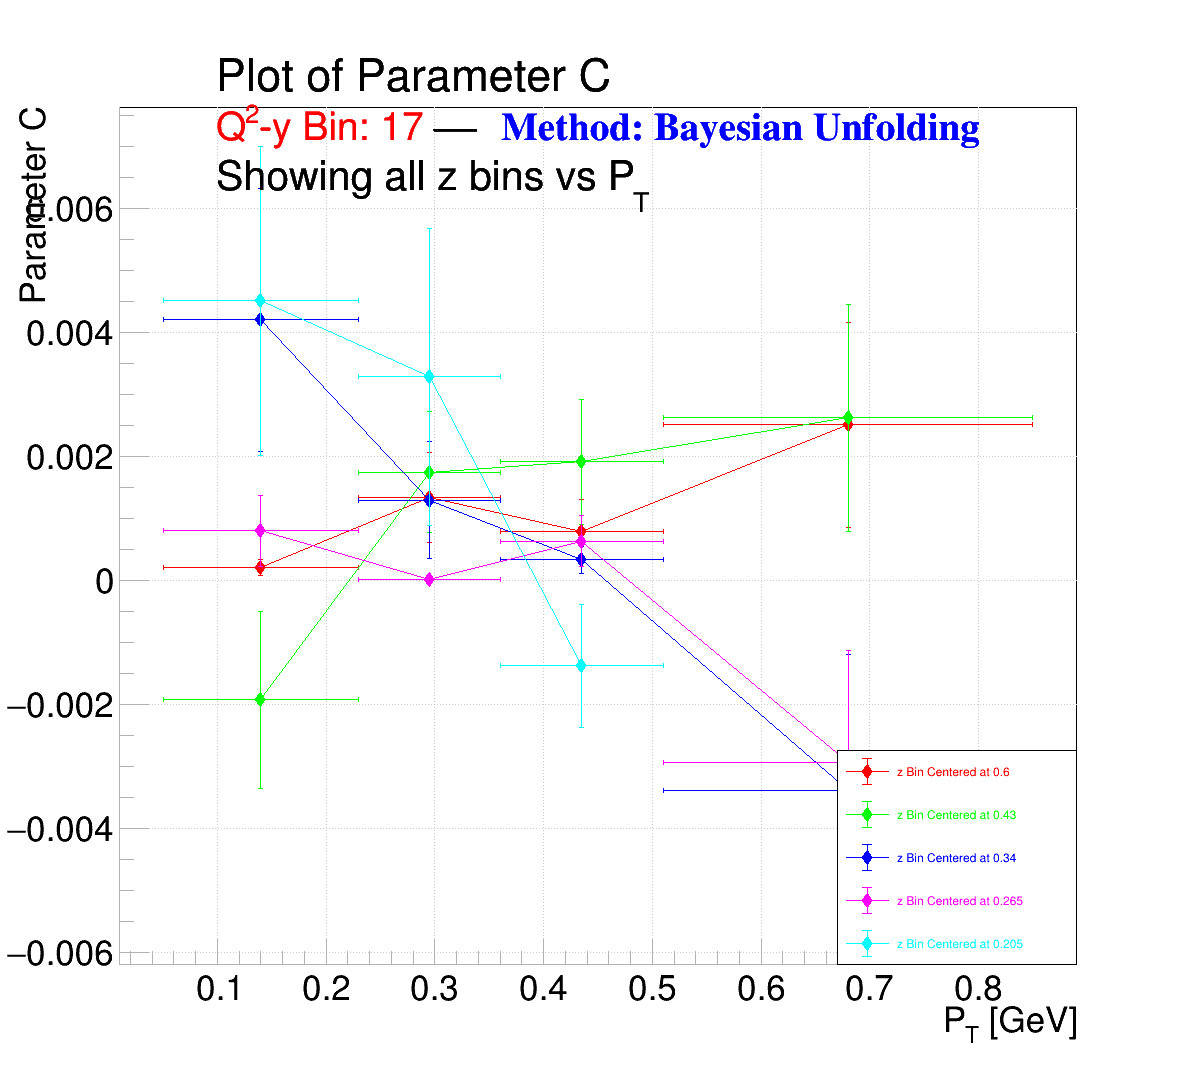 Plot of Parameter C
Q²-y Bin: 17 — Method: Bayesian Unfolding
Showing all z bins vs P_T
Parameter C
0.006
0.004
0.002
0
−0.002
−0.004
−0.006
z Bin Centered at 0.6
z Bin Centered at 0.43
z Bin Centered at 0.34
z Bin Centered at 0.265
z Bin Centered at 0.205
0.1 0.2 0.3 0.4 0.5 0.6 0.7 0.8
P_T [GeV]